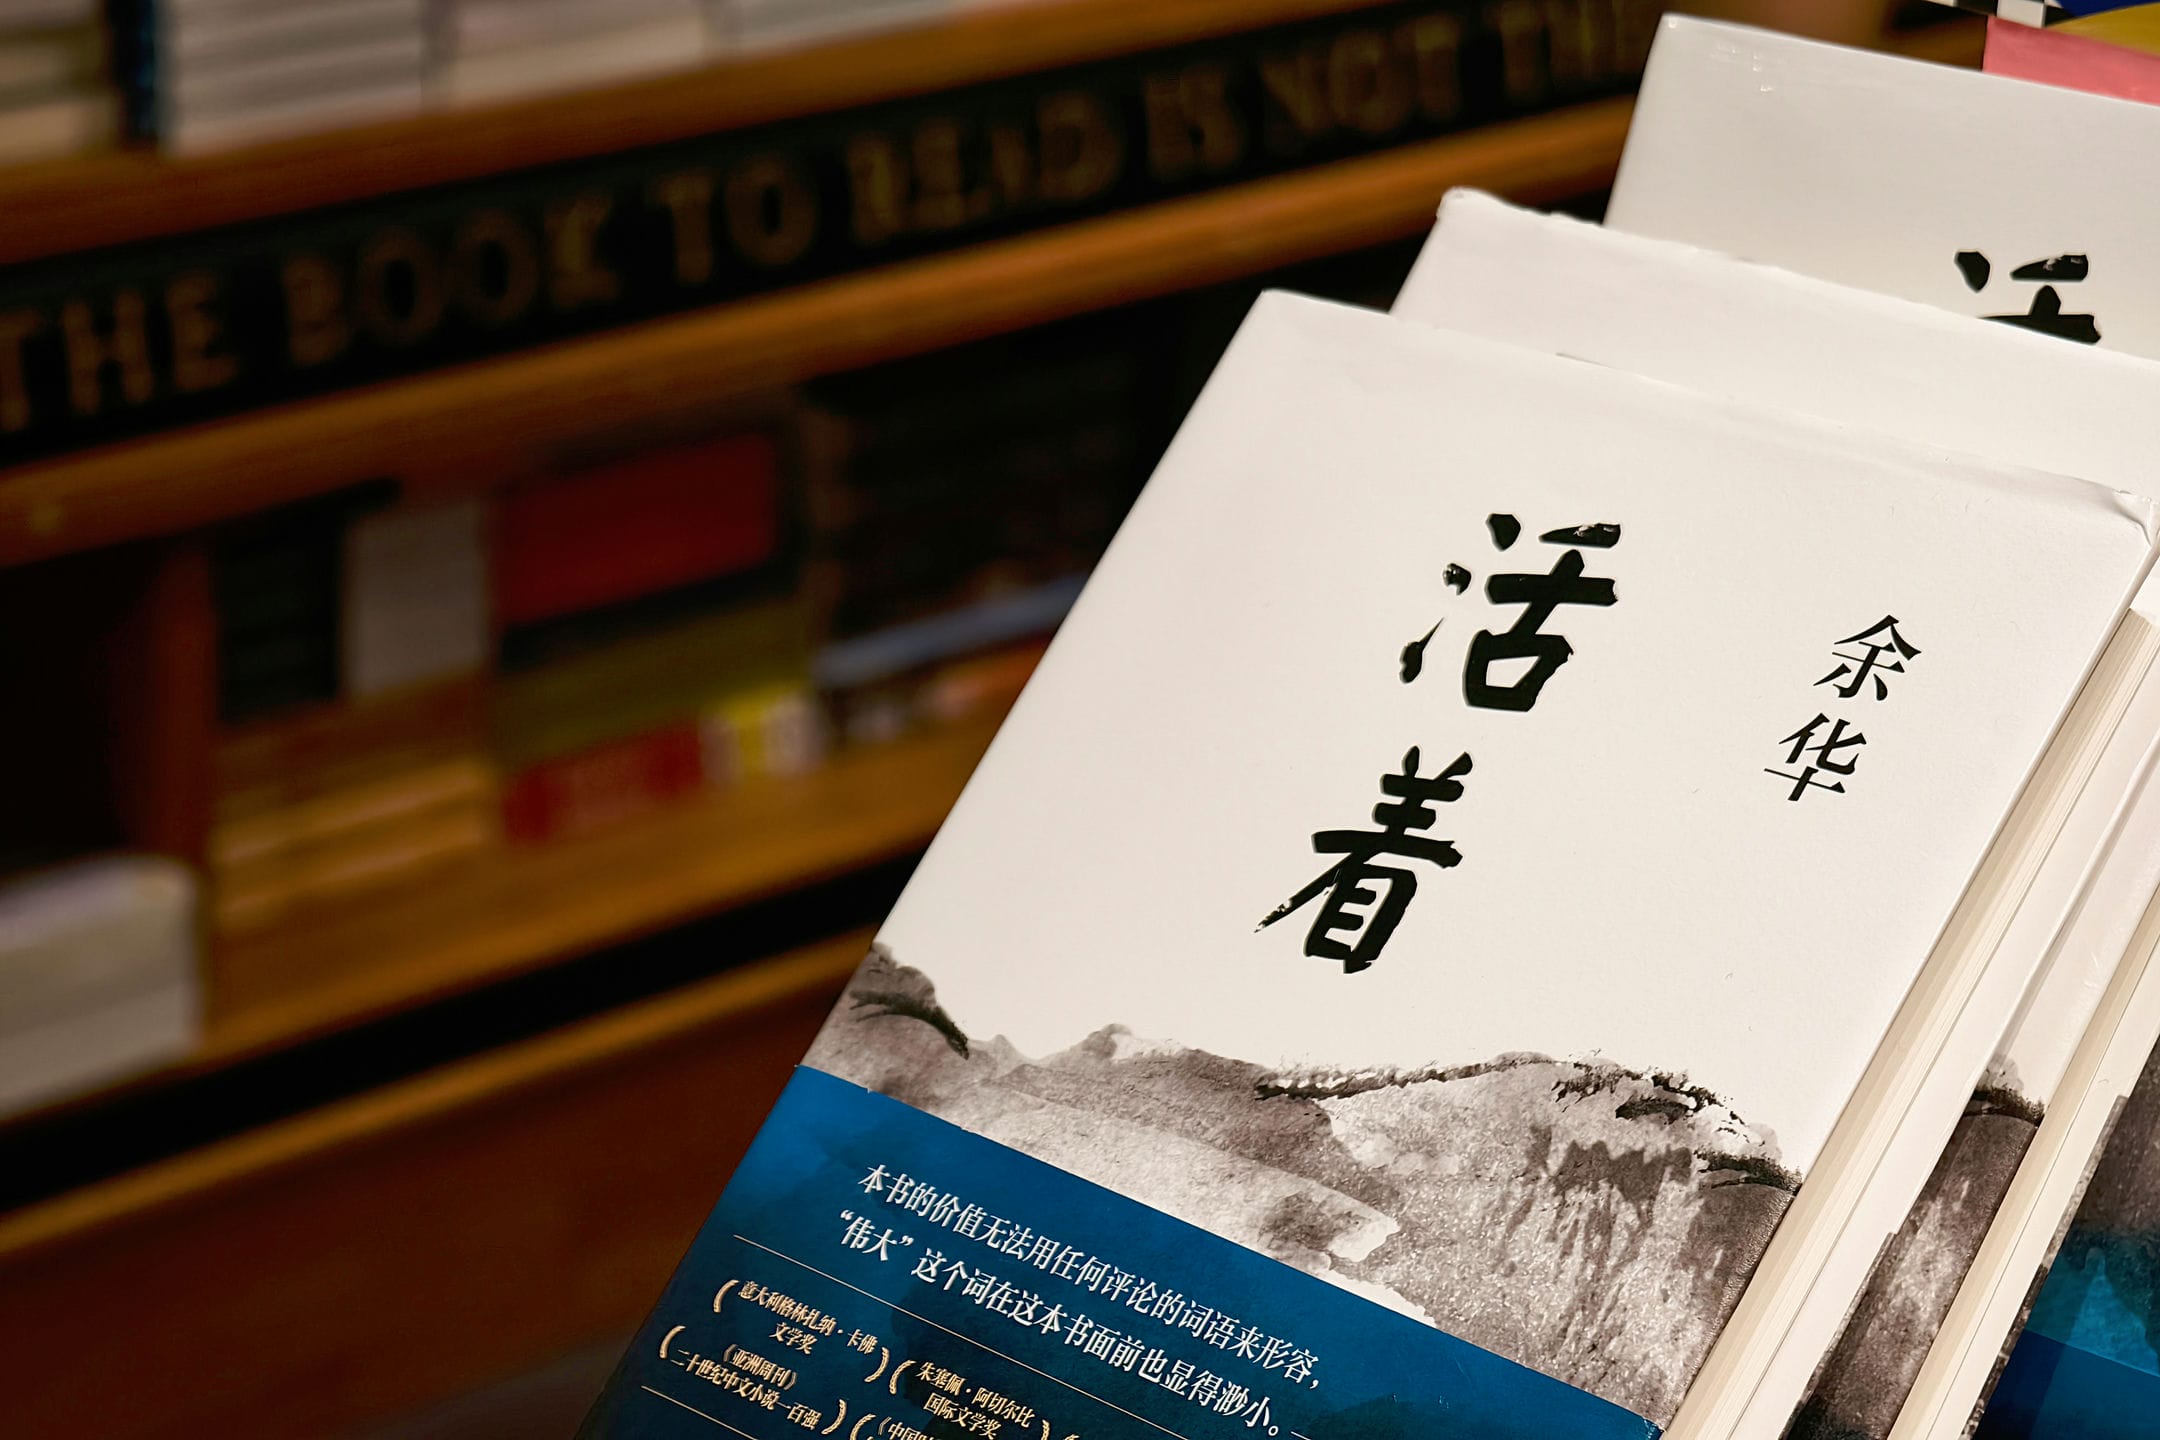 THE BOOK TO READ IS NOT THE
活
活着
余华
本书的价值无法用任何评论的词语来形容，
“伟大”这个词在这本书面前也显得渺小。
意大利格林扎纳·卡佛
文学奖
朱塞佩·阿切尔比
国际文学奖
《亚洲周刊》
二十世纪中文小说一百强
《中国